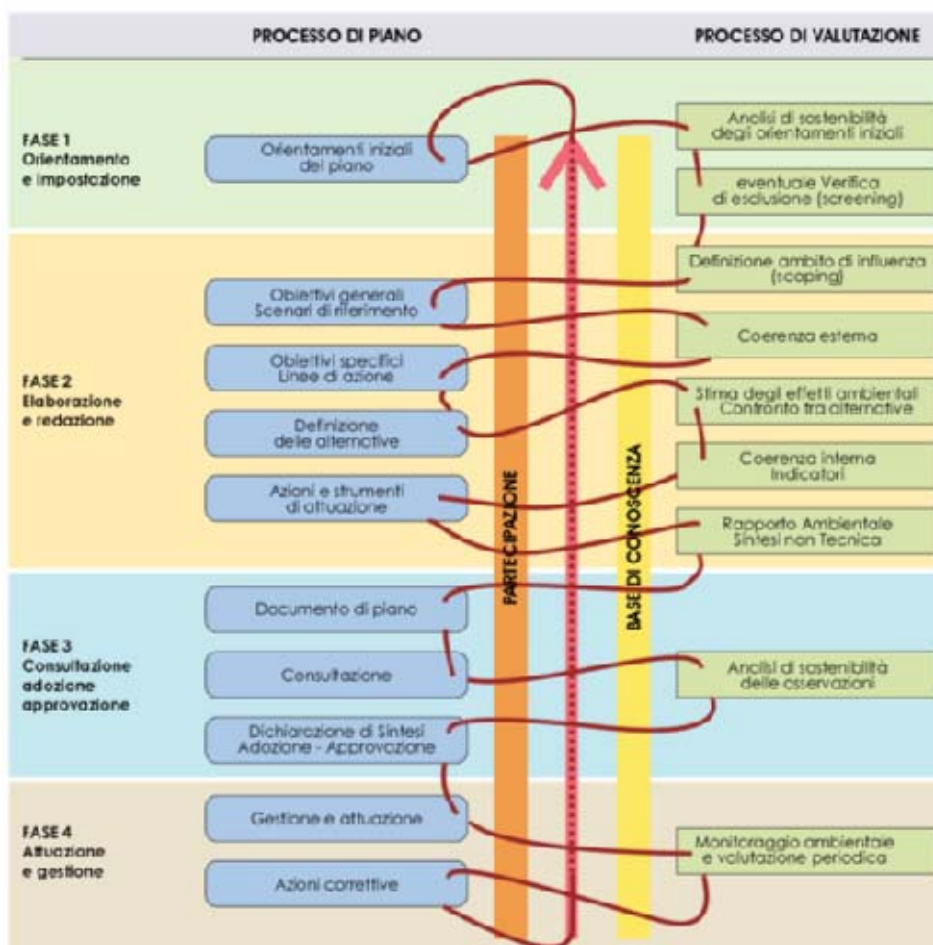 PROCESSO DI PIANO
PROCESSO DI VALUTAZIONE
FASE 1
Orientamento
e impostazione
Orientamenti iniziali
del piano
Analisi di sostenibilità
degli orientamenti iniziali
eventuale Verifica
di esclusione (screening)
FASE 2
Elaborazione
e redazione
Obiettivi generali
Scenari di riferimento
Obiettivi specifici
Linee di azione
Definizione
delle alternative
Azioni e strumenti
di attuazione
Definizione ambito di influenza
(scoping)
Coerenza esterna
Stima degli effetti ambientali
Confronto tra alternative
Coerenza interna
Indicatori
Rapporto Ambientale
Sintesi non Tecnica
PARTECIPAZIONE
BASE DI CONOSCENZA
FASE 3
Consultazione
adozione
approvazione
Documento di piano
Consultazione
Dichiarazione di Sintesi
Adozione - Approvazione
Analisi di sostenibilità
delle osservazioni
FASE 4
Attuazione
e gestione
Gestione e attuazione
Azioni correttive
Monitoraggio ambientale
e valutazione periodica